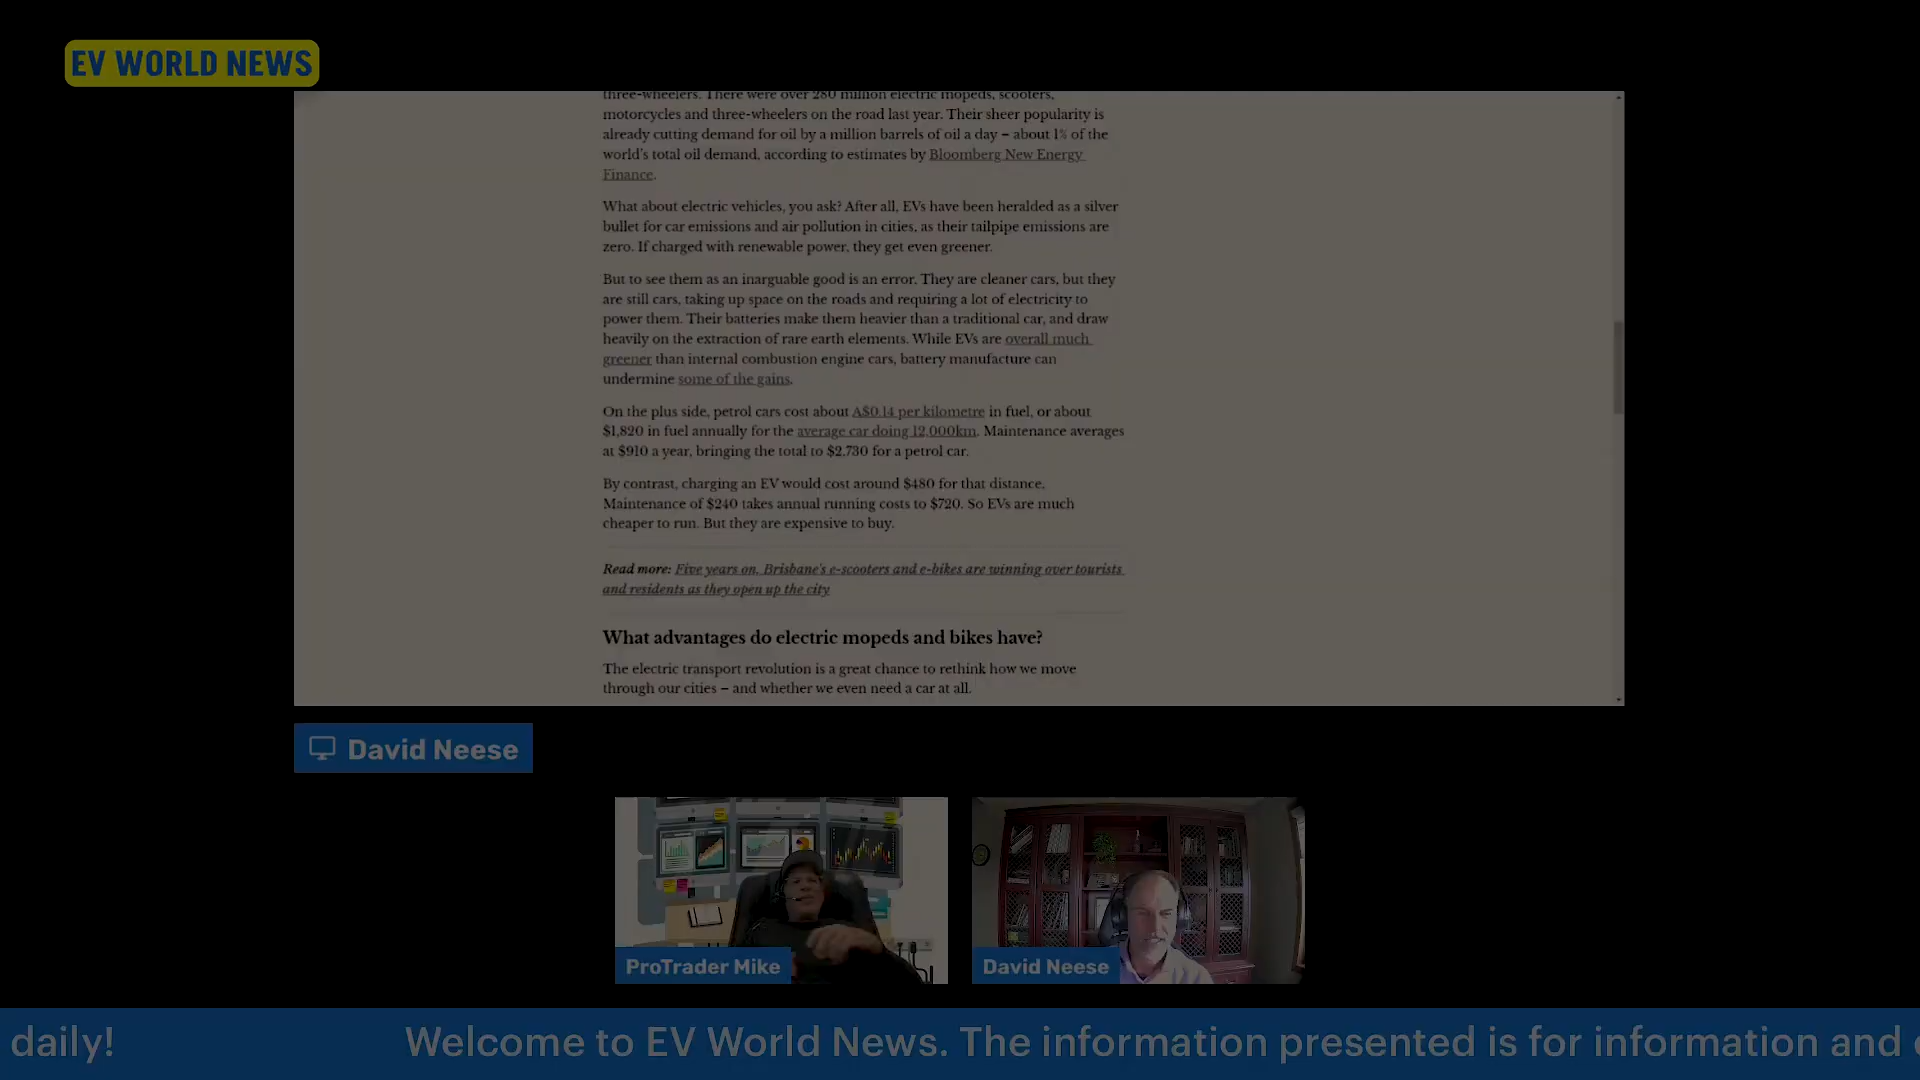 EV WORLD NEWS
three-wheelers. There were over 280 million electric mopeds, scooters,
motorcycles and three-wheelers on the road last year. Their sheer popularity is
already cutting demand for oil by a million barrels of oil a day – about 1% of the
world's total oil demand, according to estimates by Bloomberg New Energy
Finance.
What about electric vehicles, you ask? After all, EVs have been heralded as a silver
bullet for car emissions and air pollution in cities, as their tailpipe emissions are
zero. If charged with renewable power, they get even greener.
But to see them as an inarguable good is an error. They are cleaner cars, but they
are still cars, taking up space on the roads and requiring a lot of electricity to
power them. Their batteries make them heavier than a traditional car, and draw
heavily on the extraction of rare earth elements. While EVs are overall much
greener than internal combustion engine cars, battery manufacture can
undermine some of the gains.
On the plus side, petrol cars cost about A$0.14 per kilometre in fuel, or about
$1,820 in fuel annually for the average car doing 12,000km. Maintenance averages
at $910 a year, bringing the total to $2,730 for a petrol car.
By contrast, charging an EV would cost around $480 for that distance.
Maintenance of $240 takes annual running costs to $720. So EVs are much
cheaper to run. But they are expensive to buy.
Read more: Five years on, Brisbane's e-scooters and e-bikes are winning over tourists
and residents as they open up the city
What advantages do electric mopeds and bikes have?
The electric transport revolution is a great chance to rethink how we move
through our cities – and whether we even need a car at all.
David Neese
ProTrader Mike
David Neese
daily! Welcome to EV World News. The information presented is for information and